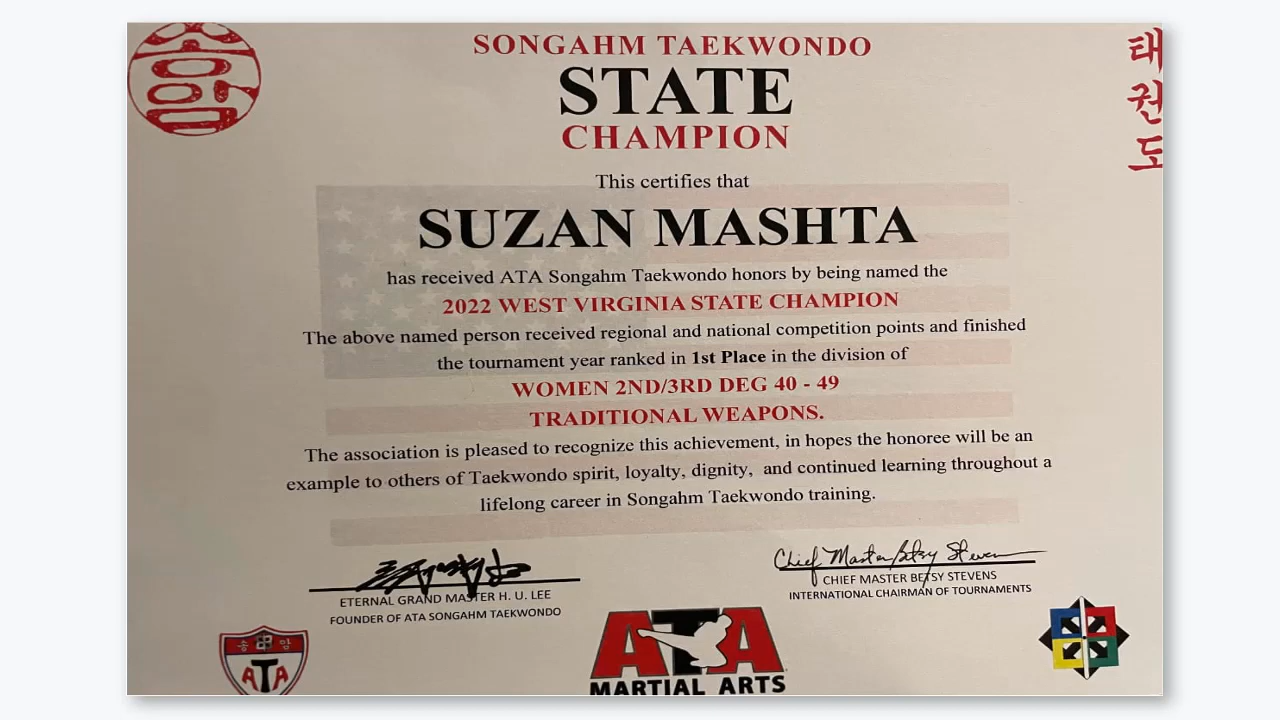 송암
SONGAHM TAEKWONDO
태권도
STATE
CHAMPION
This certifies that
SUZAN MASHTA
has received ATA Songahm Taekwondo honors by being named the
2022 WEST VIRGINIA STATE CHAMPION
The above named person received regional and national competition points and finished
the tournament year ranked in 1st Place in the division of
WOMEN 2ND/3RD DEG 40 - 49
TRADITIONAL WEAPONS.
The association is pleased to recognize this achievement, in hopes the honoree will be an
example to others of Taekwondo spirit, loyalty, dignity, and continued learning throughout a
lifelong career in Songahm Taekwondo training.
Chief Master Betsy Stevens
ETERNAL GRAND MASTER H. U. LEE
FOUNDER OF ATA SONGAHM TAEKWONDO
CHIEF MASTER BETSY STEVENS
INTERNATIONAL CHAIRMAN OF TOURNAMENTS
ATA
ATA
MARTIAL ARTS